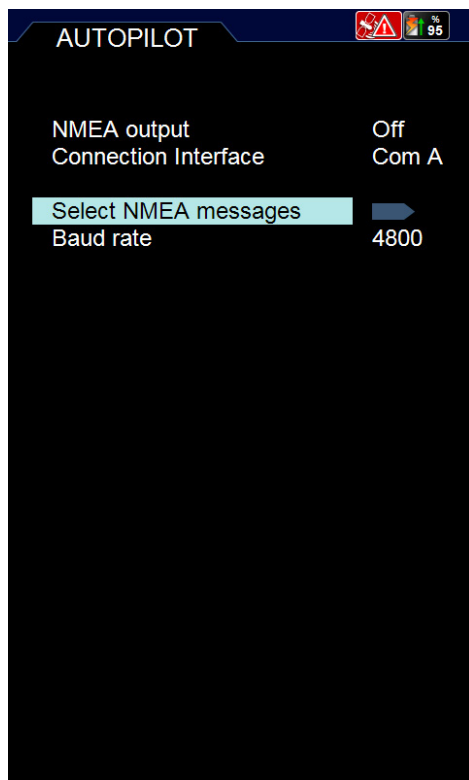 AUTOPILOT
% 95
NMEA output Off
Connection Interface Com A
Select NMEA messages
Baud rate 4800